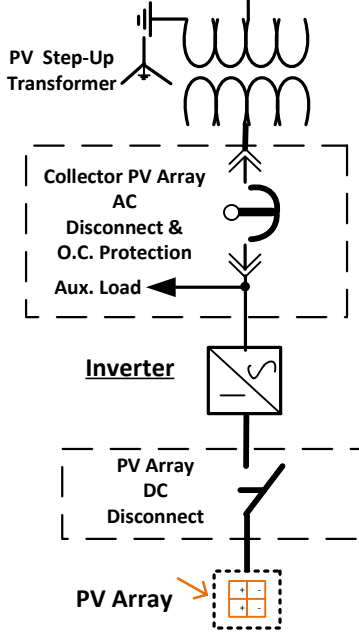 PV Step-Up
Transformer
Collector PV Array
AC
Disconnect &
O.C. Protection
Aux. Load
Inverter
PV Array
DC
Disconnect
PV Array
+ -
+ -